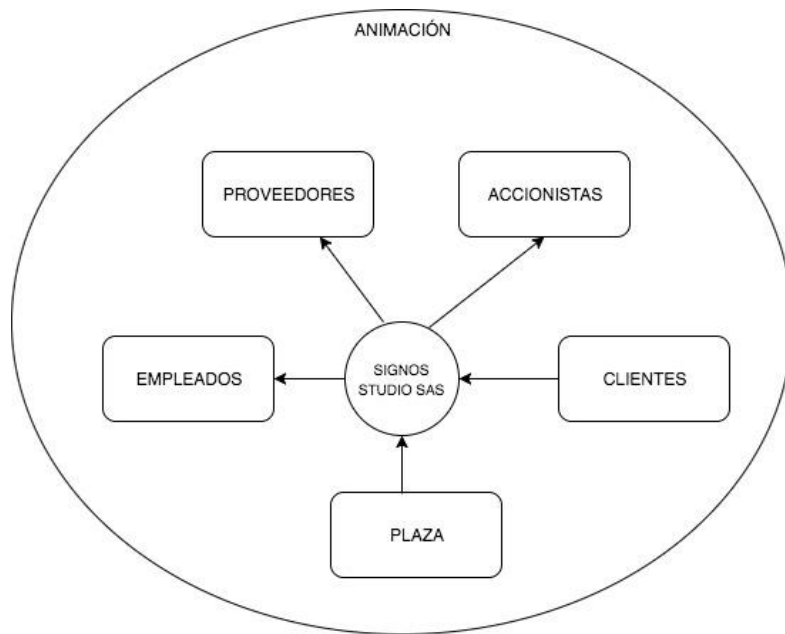 ANIMACIÓN
PROVEEDORES
ACCIONISTAS
EMPLEADOS
SIGNOS
STUDIO SAS
CLIENTES
PLAZA